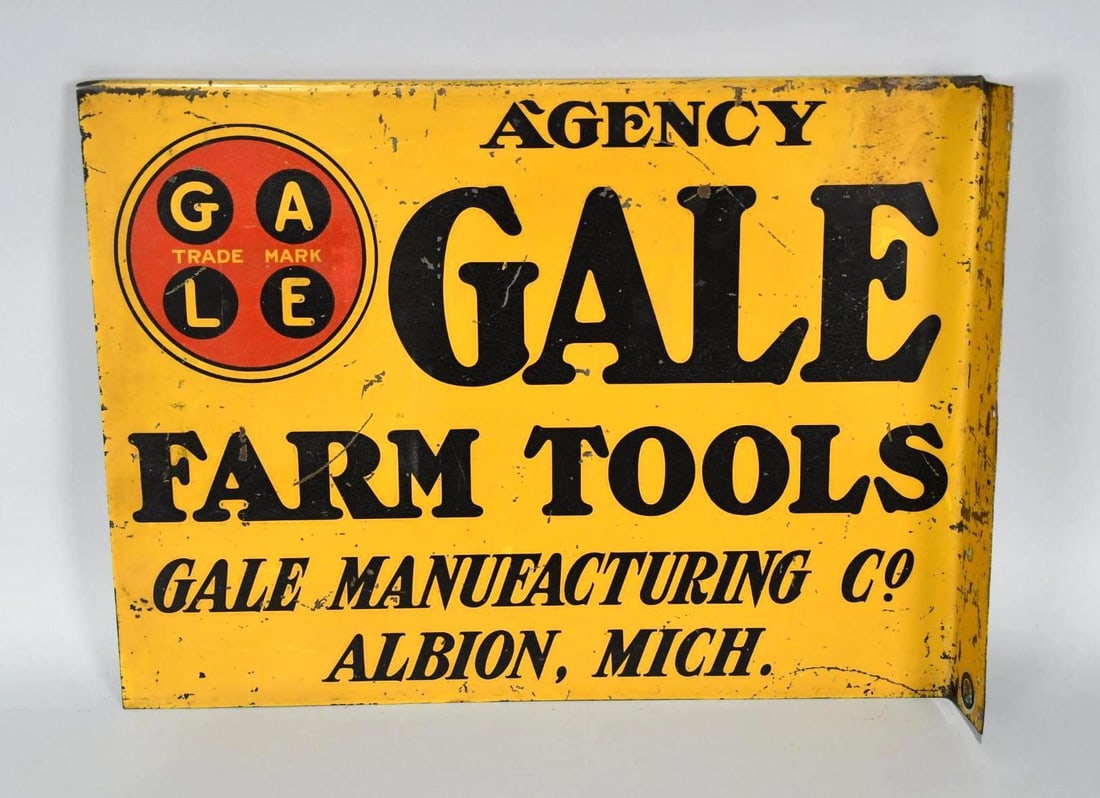 AGENCY
G A
TRADE MARK
L E
GALE
FARM TOOLS
GALE MANUFACTURING Co.
ALBION, MICH.